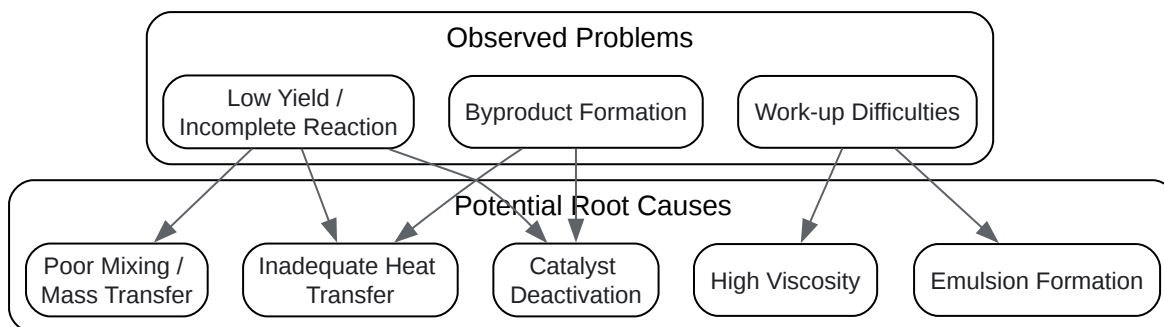 Observed Problems
Low Yield /
Incomplete Reaction
Byproduct Formation
Work-up Difficulties
Potential Root Causes
Poor Mixing /
Mass Transfer
Inadequate Heat
Transfer
Catalyst
Deactivation
High Viscosity
Emulsion Formation